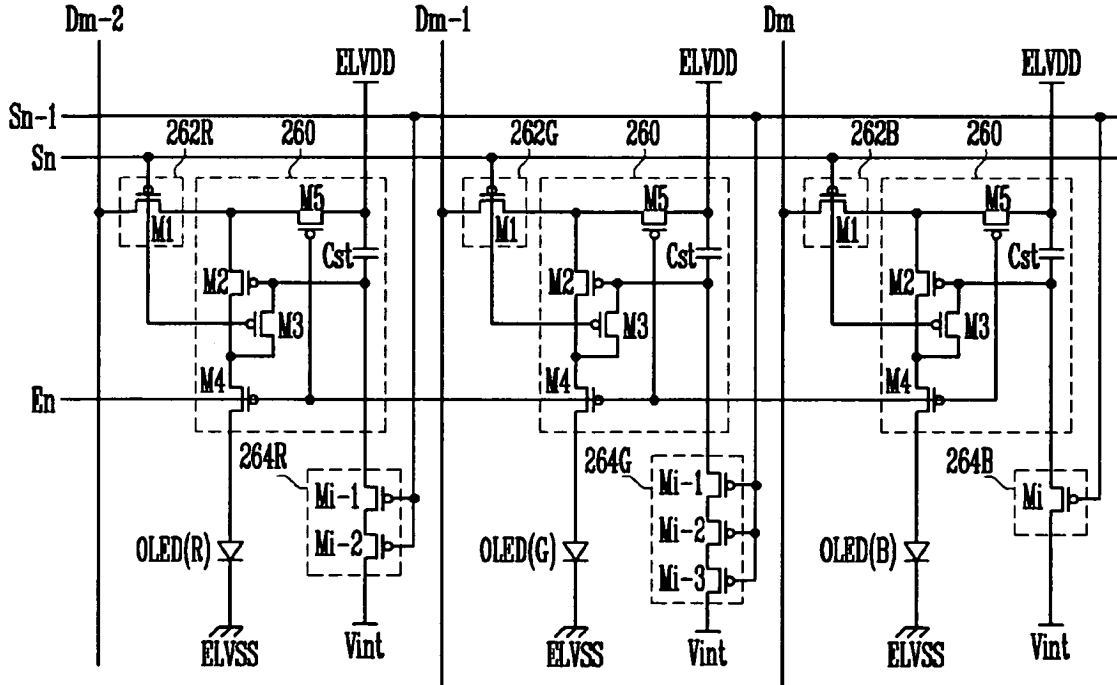 Dm-2 Dm-1 Dm
ELVDD ELVDD ELVDD
Sn-1
262R 260 262G 260 262B 260
Sn
M5 M5 M5
M1 M1 M1
Cst Cst Cst
M2 M2 M2
M3 M3 M3
M4 M4 M4
En
264R 264G 264B
Mi-1 Mi-1 Mi
Mi-2 Mi-2
OLED(R) OLED(G) OLED(B)
Mi-3
ELVSS Vint ELVSS Vint ELVSS Vint